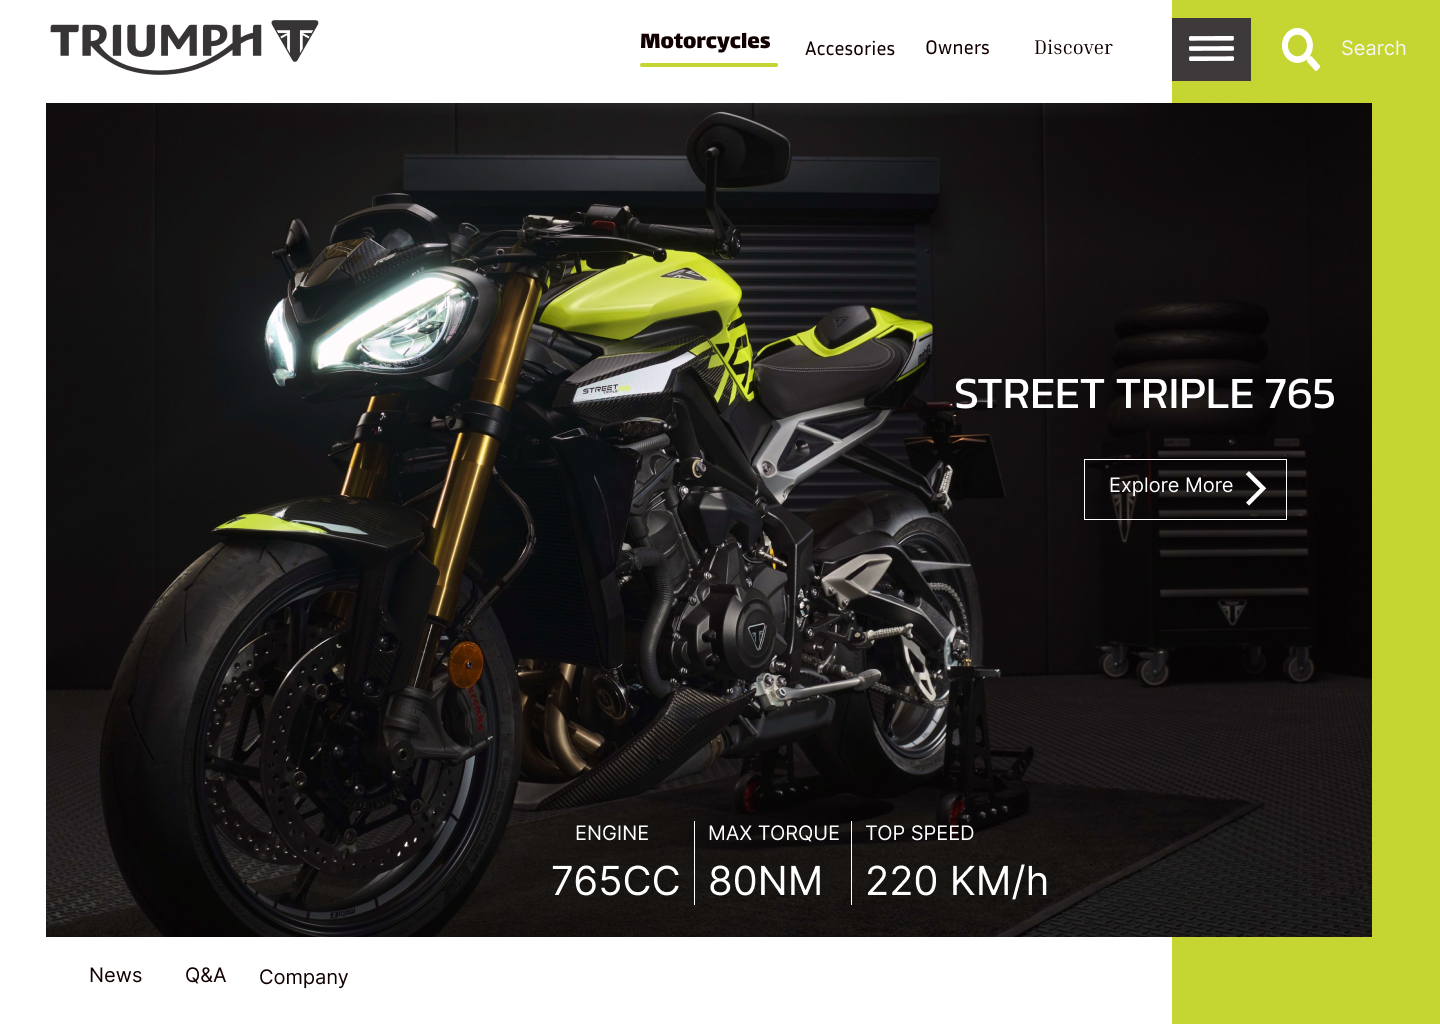 TRIUMPH
Motorcycles
Accesories
Owners
Discover
Search
STREET
TRIPLE
STREET TRIPLE 765
Explore More
ENGINE
MAX TORQUE
TOP SPEED
765CC
80NM
220 KM/h
News
Q&A
Company